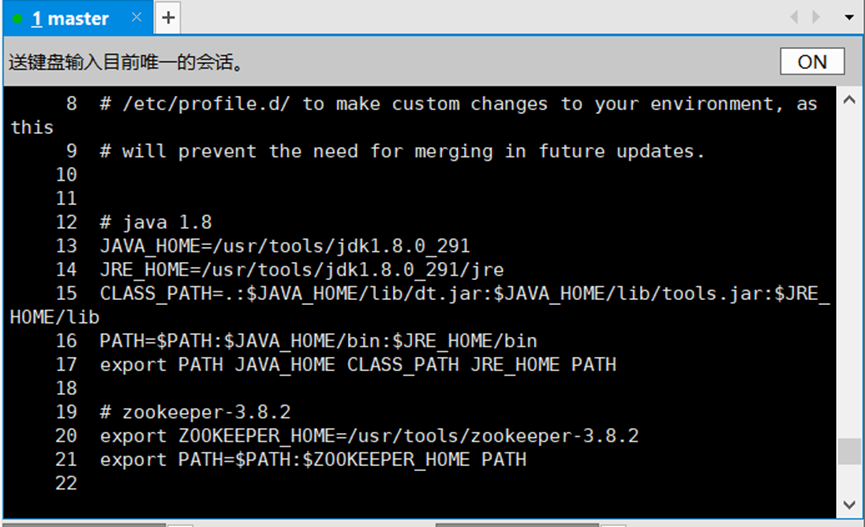 1 master × +
送键盘输入目前唯一的会话。
ON
8 # /etc/profile.d/ to make custom changes to your environment, as
this
9 # will prevent the need for merging in future updates.
10
11
12 # java 1.8
13 JAVA_HOME=/usr/tools/jdk1.8.0_291
14 JRE_HOME=/usr/tools/jdk1.8.0_291/jre
15 CLASS_PATH=.:$JAVA_HOME/lib/dt.jar:$JAVA_HOME/lib/tools.jar:$JRE_
HOME/lib
16 PATH=$PATH:$JAVA_HOME/bin:$JRE_HOME/bin
17 export PATH JAVA_HOME CLASS_PATH JRE_HOME PATH
18
19 # zookeeper-3.8.2
20 export ZOOKEEPER_HOME=/usr/tools/zookeeper-3.8.2
21 export PATH=$PATH:$ZOOKEEPER_HOME PATH
22